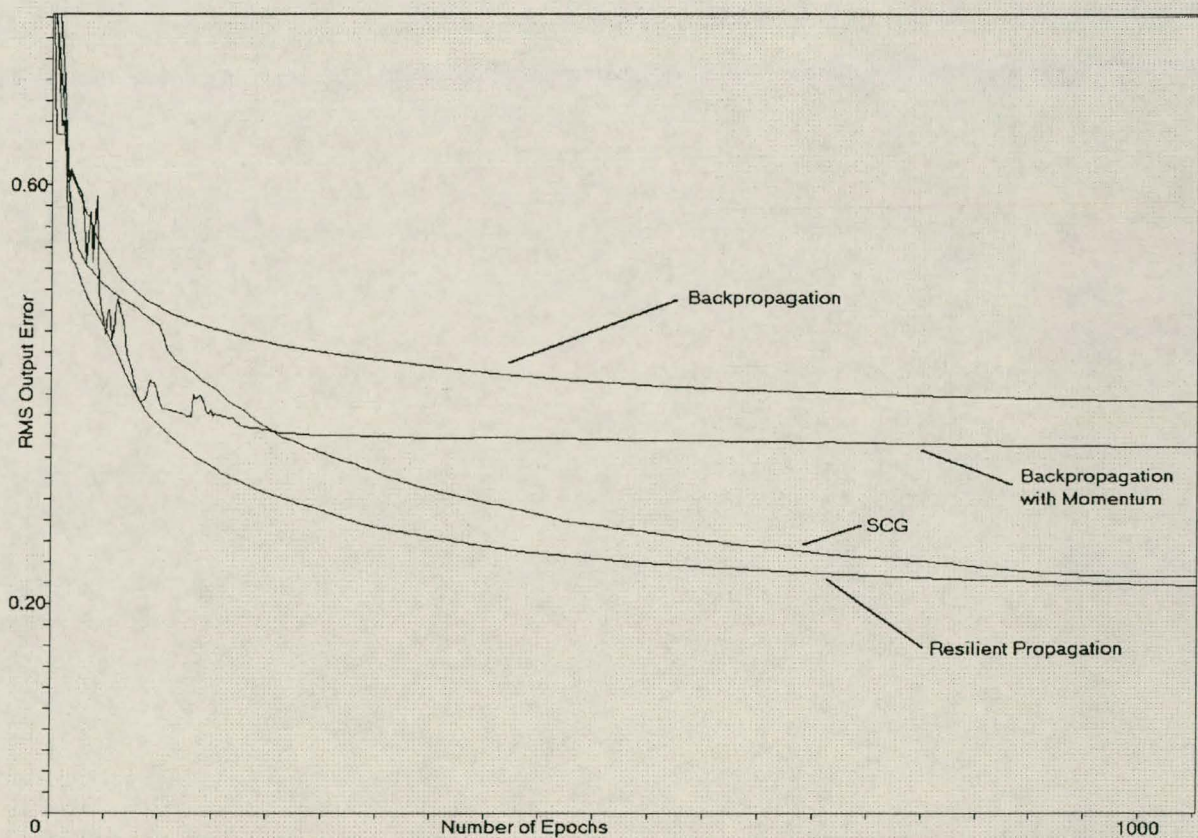 0.60
RMS Output Error
Backpropagation
Backpropagation
with Momentum
SCG
0.20
Resilient Propagation
0
Number of Epochs
1000